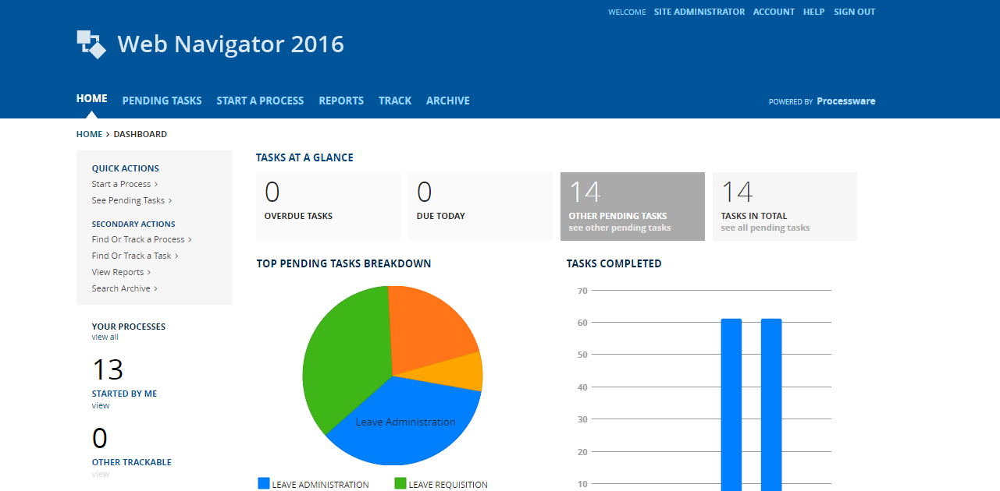 WELCOME SITE ADMINISTRATOR ACCOUNT HELP SIGN OUT
Web Navigator 2016
HOME PENDING TASKS START A PROCESS REPORTS TRACK ARCHIVE
POWERED BY Processware
HOME > DASHBOARD
QUICK ACTIONS
Start a Process >
See Pending Tasks >
SECONDARY ACTIONS
Find Or Track a Process >
Find Or Track a Task >
View Reports >
Search Archive >
YOUR PROCESSES
view all
13
STARTED BY ME
view
0
OTHER TRACKABLE
view
TASKS AT A GLANCE
0
OVERDUE TASKS
0
DUE TODAY
14
OTHER PENDING TASKS
see other pending tasks
14
TASKS IN TOTAL
see all pending tasks
TOP PENDING TASKS BREAKDOWN
Leave Administration
LEAVE ADMINISTRATION
LEAVE REQUISITION
TASKS COMPLETED
70
60
50
40
30
20
10